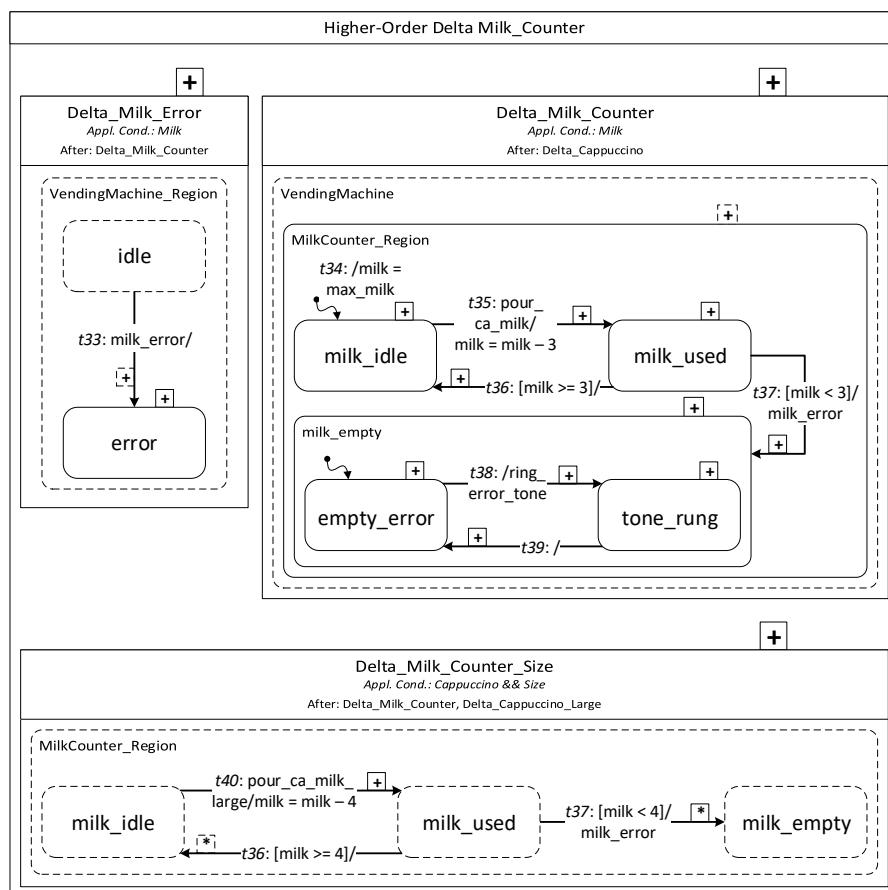 Higher-Order Delta Milk_Counter
+
Delta_Milk_Error
Appl. Cond.: Milk
After: Delta_Milk_Counter
VendingMachine_Region
idle
t33: milk_error/
+
+
error
+
Delta_Milk_Counter
Appl. Cond.: Milk
After: Delta_Cappuccino
VendingMachine
+
MilkCounter_Region
t34: /milk =
max_milk
+
milk_idle
t35: pour_
ca_milk/
milk = milk – 3
+
+
milk_used
+
t36: [milk >= 3]/
t37: [milk < 3]/
milk_error
+
+
milk_empty
+
empty_error
t38: /ring_
error_tone
+
+
tone_rung
+
t39: /
+
Delta_Milk_Counter_Size
Appl. Cond.: Cappuccino && Size
After: Delta_Milk_Counter, Delta_Cappuccino_Large
MilkCounter_Region
milk_idle
t40: pour_ca_milk_
large/milk = milk – 4
+
*
t36: [milk >= 4]/
milk_used
t37: [milk < 4]/
milk_error
*
milk_empty